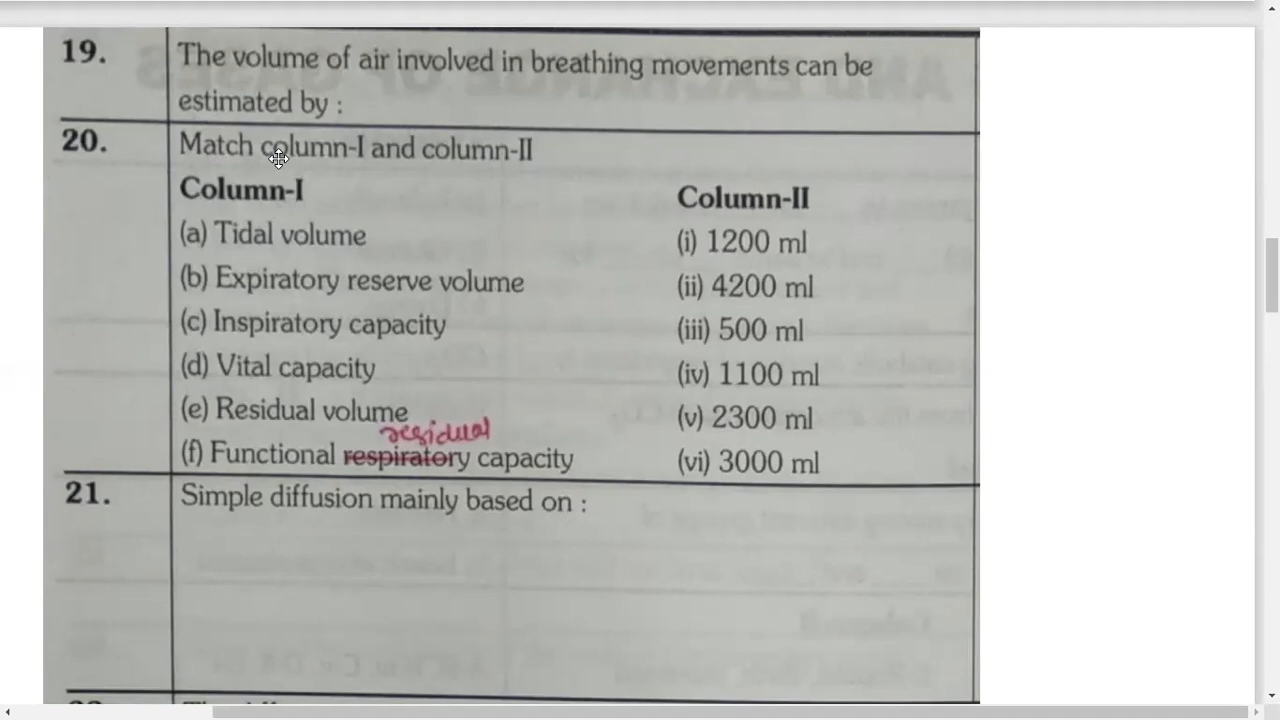 19. The volume of air involved in breathing movements can be
estimated by :
20. Match column-I and column-II
Column-I Column-II
(a) Tidal volume (i) 1200 ml
(b) Expiratory reserve volume (ii) 4200 ml
(c) Inspiratory capacity (iii) 500 ml
(d) Vital capacity (iv) 1100 ml
(e) Residual volume (v) 2300 ml
residual
(f) Functional respiratory capacity (vi) 3000 ml
21. Simple diffusion mainly based on :